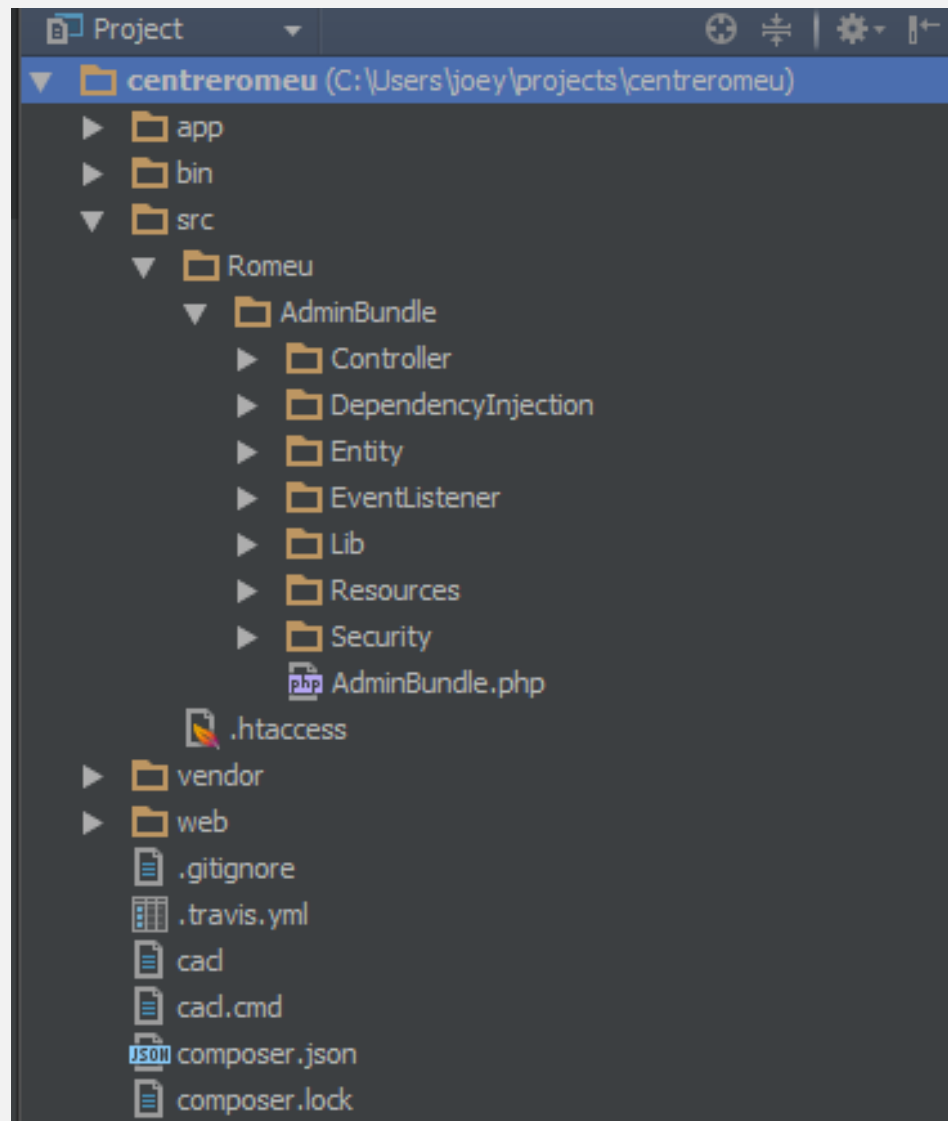 Project
centreromeu (C:\Users\joey\projects\centreromeu)
app
bin
src
Romeu
AdminBundle
Controller
DependencyInjection
Entity
EventListener
Lib
Resources
Security
php AdminBundle.php
.htaccess
vendor
web
.gitignore
.travis.yml
cacl
cacl.cmd
JSON composer.json
composer.lock